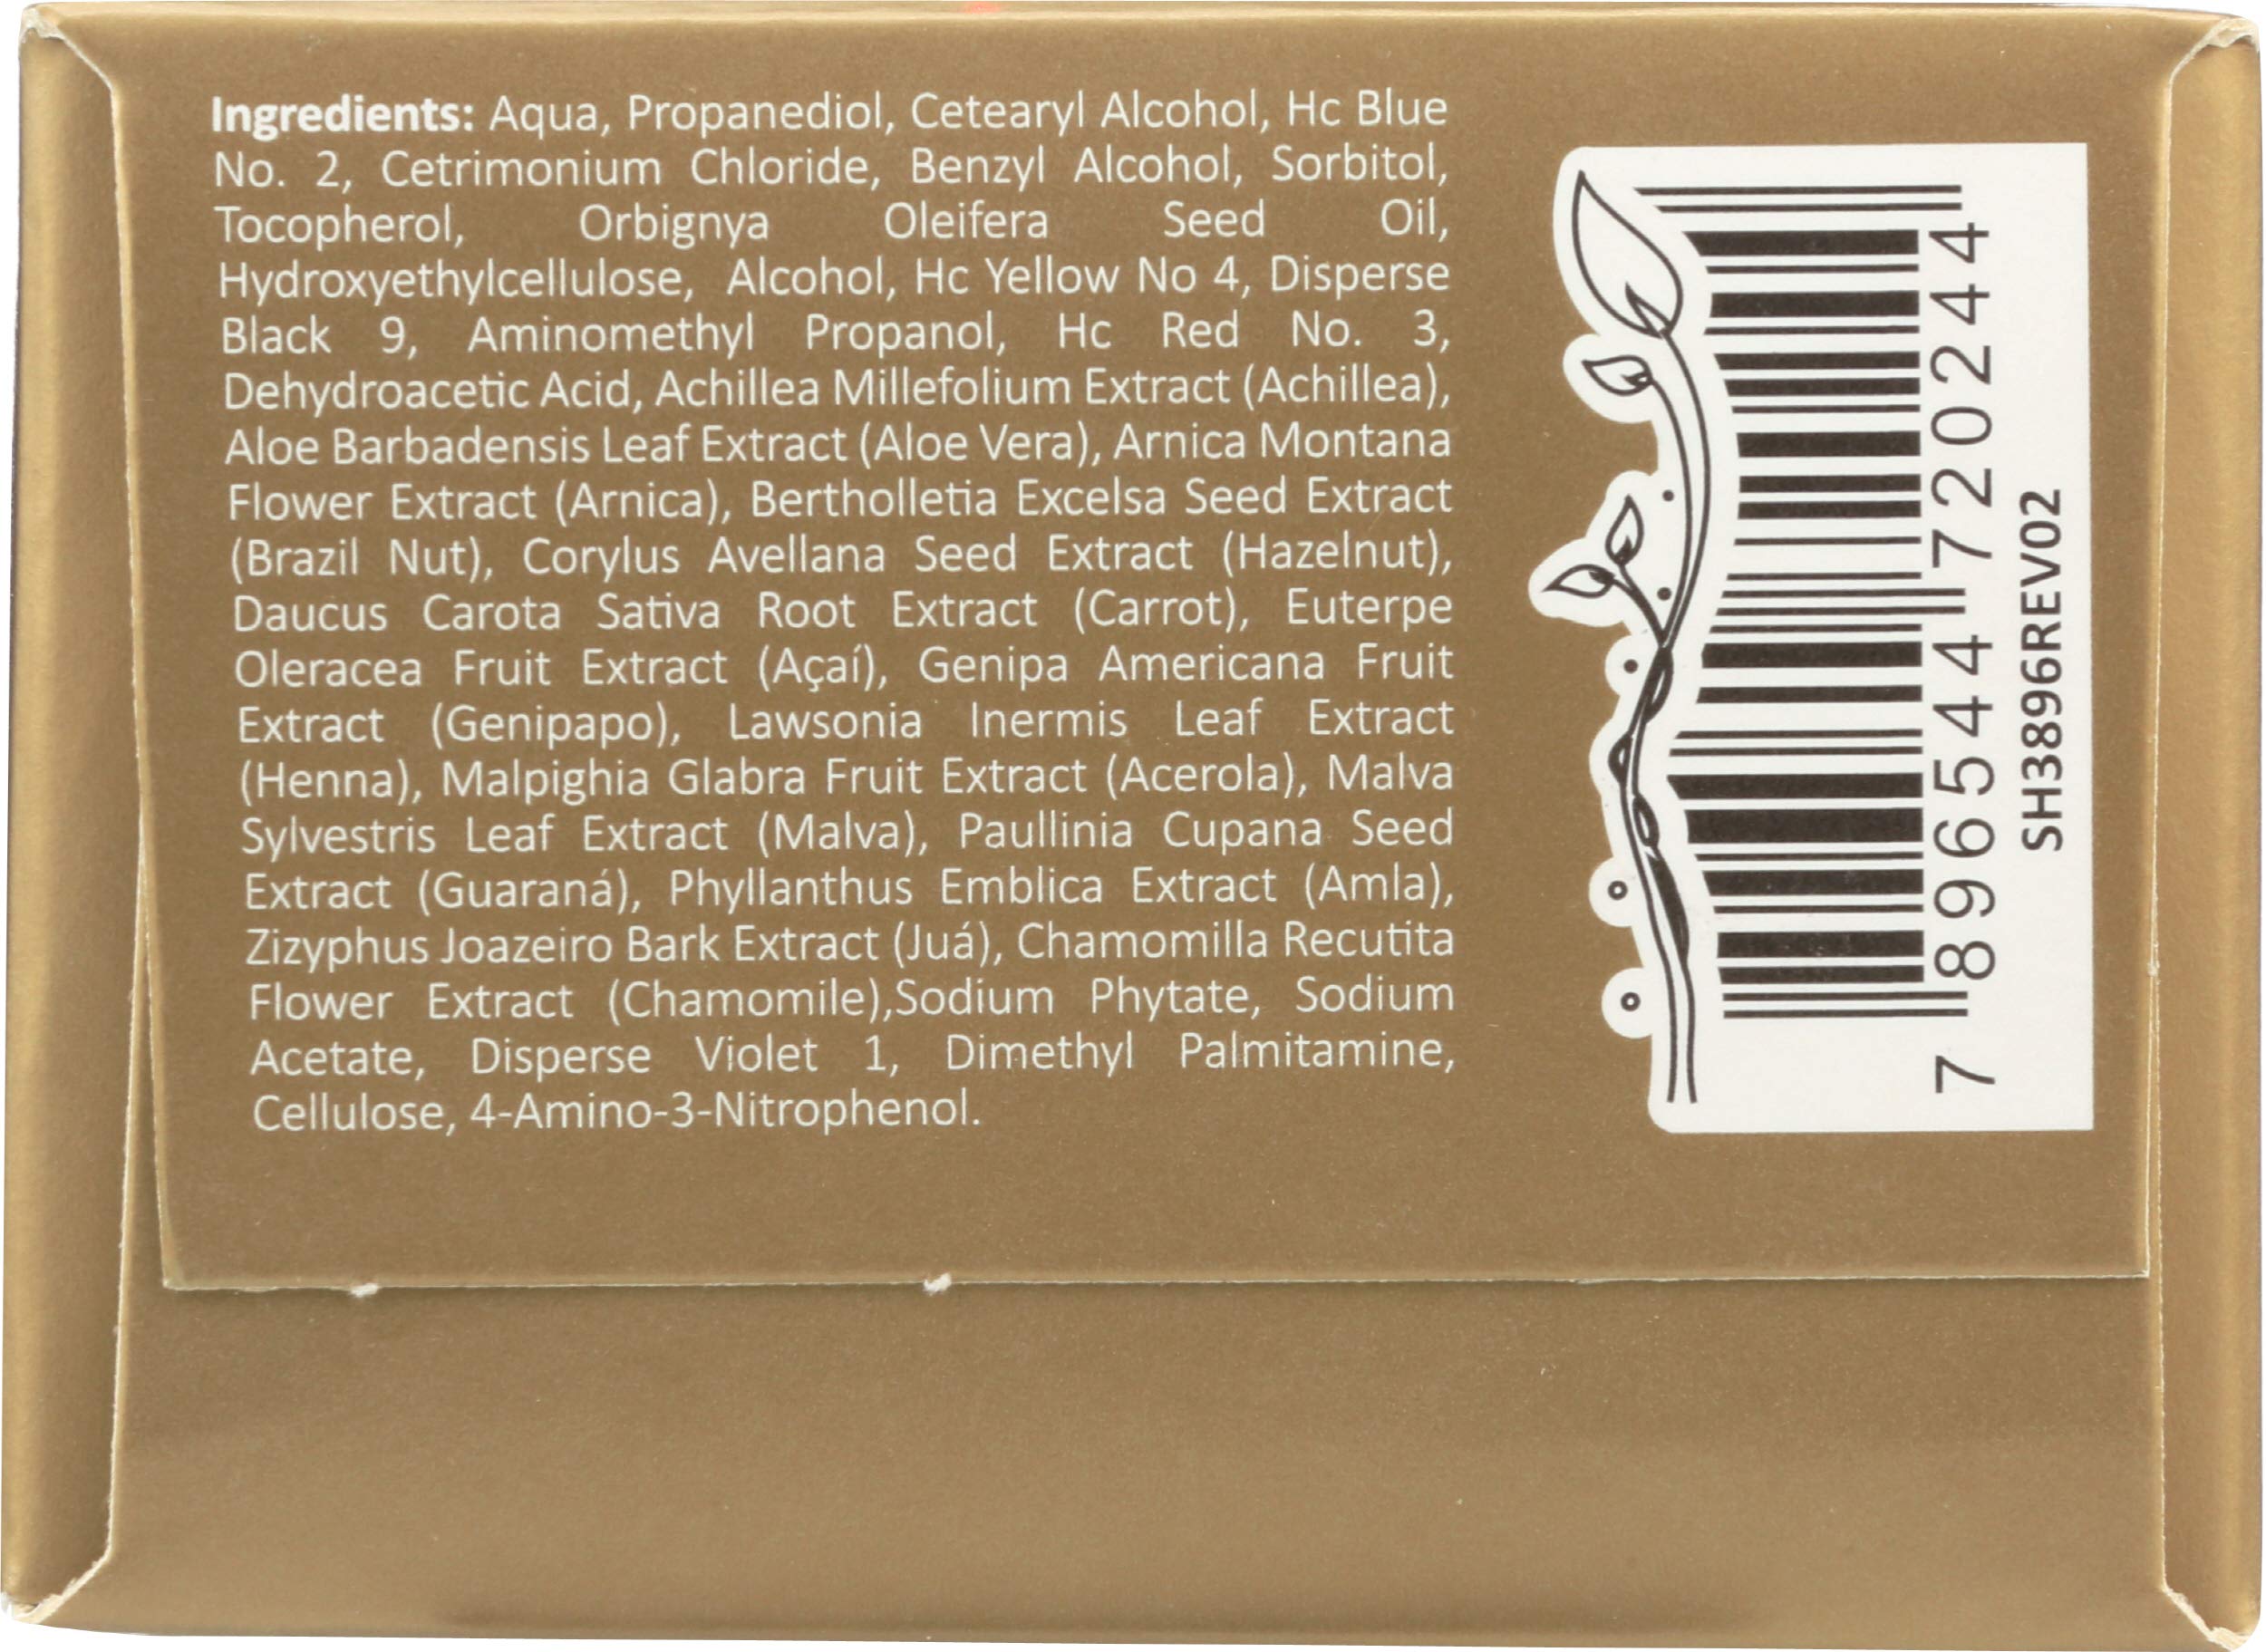 Ingredients: Aqua, Propanediol, Cetearyl Alcohol, Hc Blue
No. 2, Cetrimonium Chloride, Benzyl Alcohol, Sorbitol,
Tocopherol, Orbignya Oleifera Seed Oil,
Hydroxyethylcellulose, Alcohol, Hc Yellow No 4, Disperse
Black 9, Aminomethyl Propanol, Hc Red No. 3,
Dehydroacetic Acid, Achillea Millefolium Extract (Achillea),
Aloe Barbadensis Leaf Extract (Aloe Vera), Arnica Montana
Flower Extract (Arnica), Bertholletia Excelsa Seed Extract
(Brazil Nut), Corylus Avellana Seed Extract (Hazelnut),
Daucus Carota Sativa Root Extract (Carrot), Euterpe
Oleracea Fruit Extract (Açaí), Genipa Americana Fruit
Extract (Genipapo), Lawsonia Inermis Leaf Extract
(Henna), Malpighia Glabra Fruit Extract (Acerola), Malva
Sylvestris Leaf Extract (Malva), Paullinia Cupana Seed
Extract (Guaraná), Phyllanthus Emblica Extract (Amla),
Zizyphus Joazeiro Bark Extract (Juá), Chamomilla Recutita
Flower Extract (Chamomile),Sodium Phytate, Sodium
Acetate, Disperse Violet 1, Dimethyl Palmitamine,
Cellulose, 4-Amino-3-Nitrophenol.
7 896544 720244
SH3896REV02